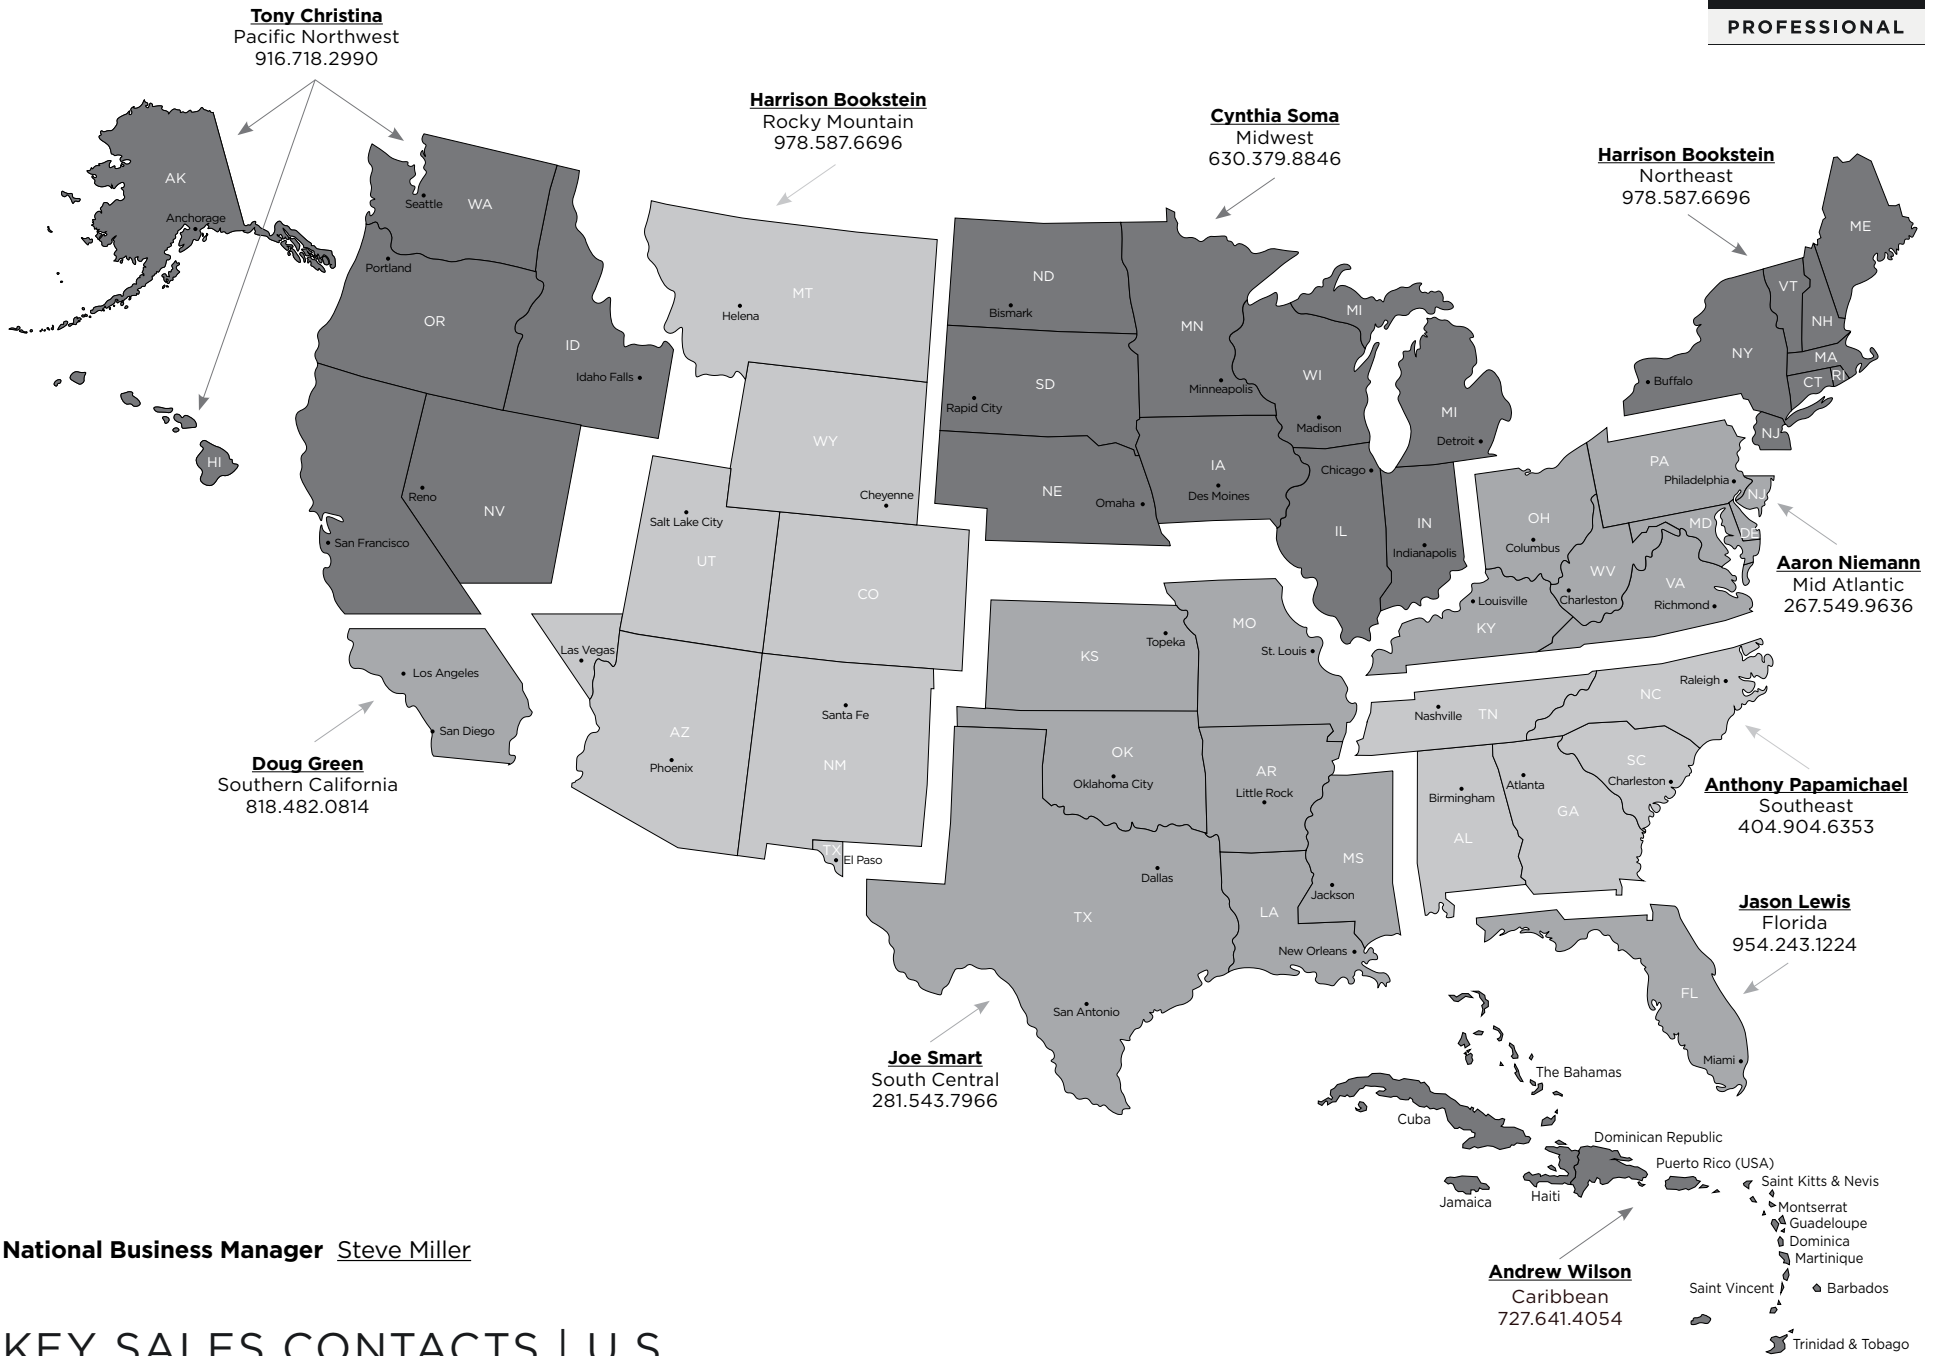 PROFESSIONAL
Tony Christina
Pacific Northwest
916.718.2990
Harrison Bookstein
Rocky Mountain
978.587.6696
Cynthia Soma
Midwest
630.379.8846
Harrison Bookstein
Northeast
978.587.6696
AK
Anchorage
HI
Seattle
WA
Portland
OR
ID
Idaho Falls
Reno
NV
San Francisco
MT
Helena
WY
Cheyenne
Salt Lake City
UT
CO
Las Vegas
AZ
Phoenix
Santa Fe
NM
TX
El Paso
Los Angeles
San Diego
Doug Green
Southern California
818.482.0814
ND
Bismark
SD
Rapid City
NE
Omaha
MN
Minneapolis
IA
Des Moines
WI
Madison
MI
MI
Detroit
Chicago
IL
IN
Indianapolis
ME
VT
NH
NY
Buffalo
MA
CT
RI
NJ
PA
Philadelphia
NJ
MD
DE
OH
Columbus
WV
Charleston
VA
Richmond
Louisville
KY
Aaron Niemann
Mid Atlantic
267.549.9636
KS
Topeka
MO
St. Louis
OK
Oklahoma City
AR
Little Rock
TX
Dallas
San Antonio
LA
New Orleans
MS
Jackson
Joe Smart
South Central
281.543.7966
Nashville
TN
NC
Raleigh
SC
Charleston
Birmingham
AL
Atlanta
GA
Anthony Papamichael
Southeast
404.904.6353
Jason Lewis
Florida
954.243.1224
FL
Miami
The Bahamas
Cuba
Dominican Republic
Puerto Rico (USA)
Jamaica
Haiti
Saint Kitts & Nevis
Montserrat
Guadeloupe
Dominica
Martinique
Saint Vincent
Barbados
Trinidad & Tobago
Andrew Wilson
Caribbean
727.641.4054
National Business Manager Steve Miller
KEY SALES CONTACTS | U.S.